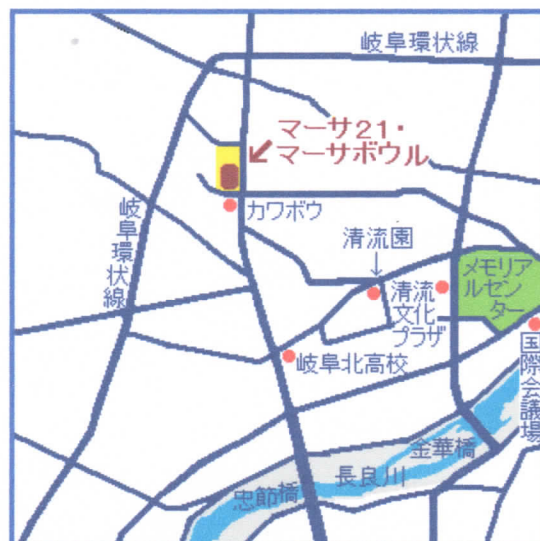 岐阜環状線
マーサ21・
マーサボウル
カワボウ
岐阜環状線
清流園
メモリア
ルセン
ター
清流
文化
プラザ
国際会議場
岐阜北高校
金華橋
長良川
忠節橋